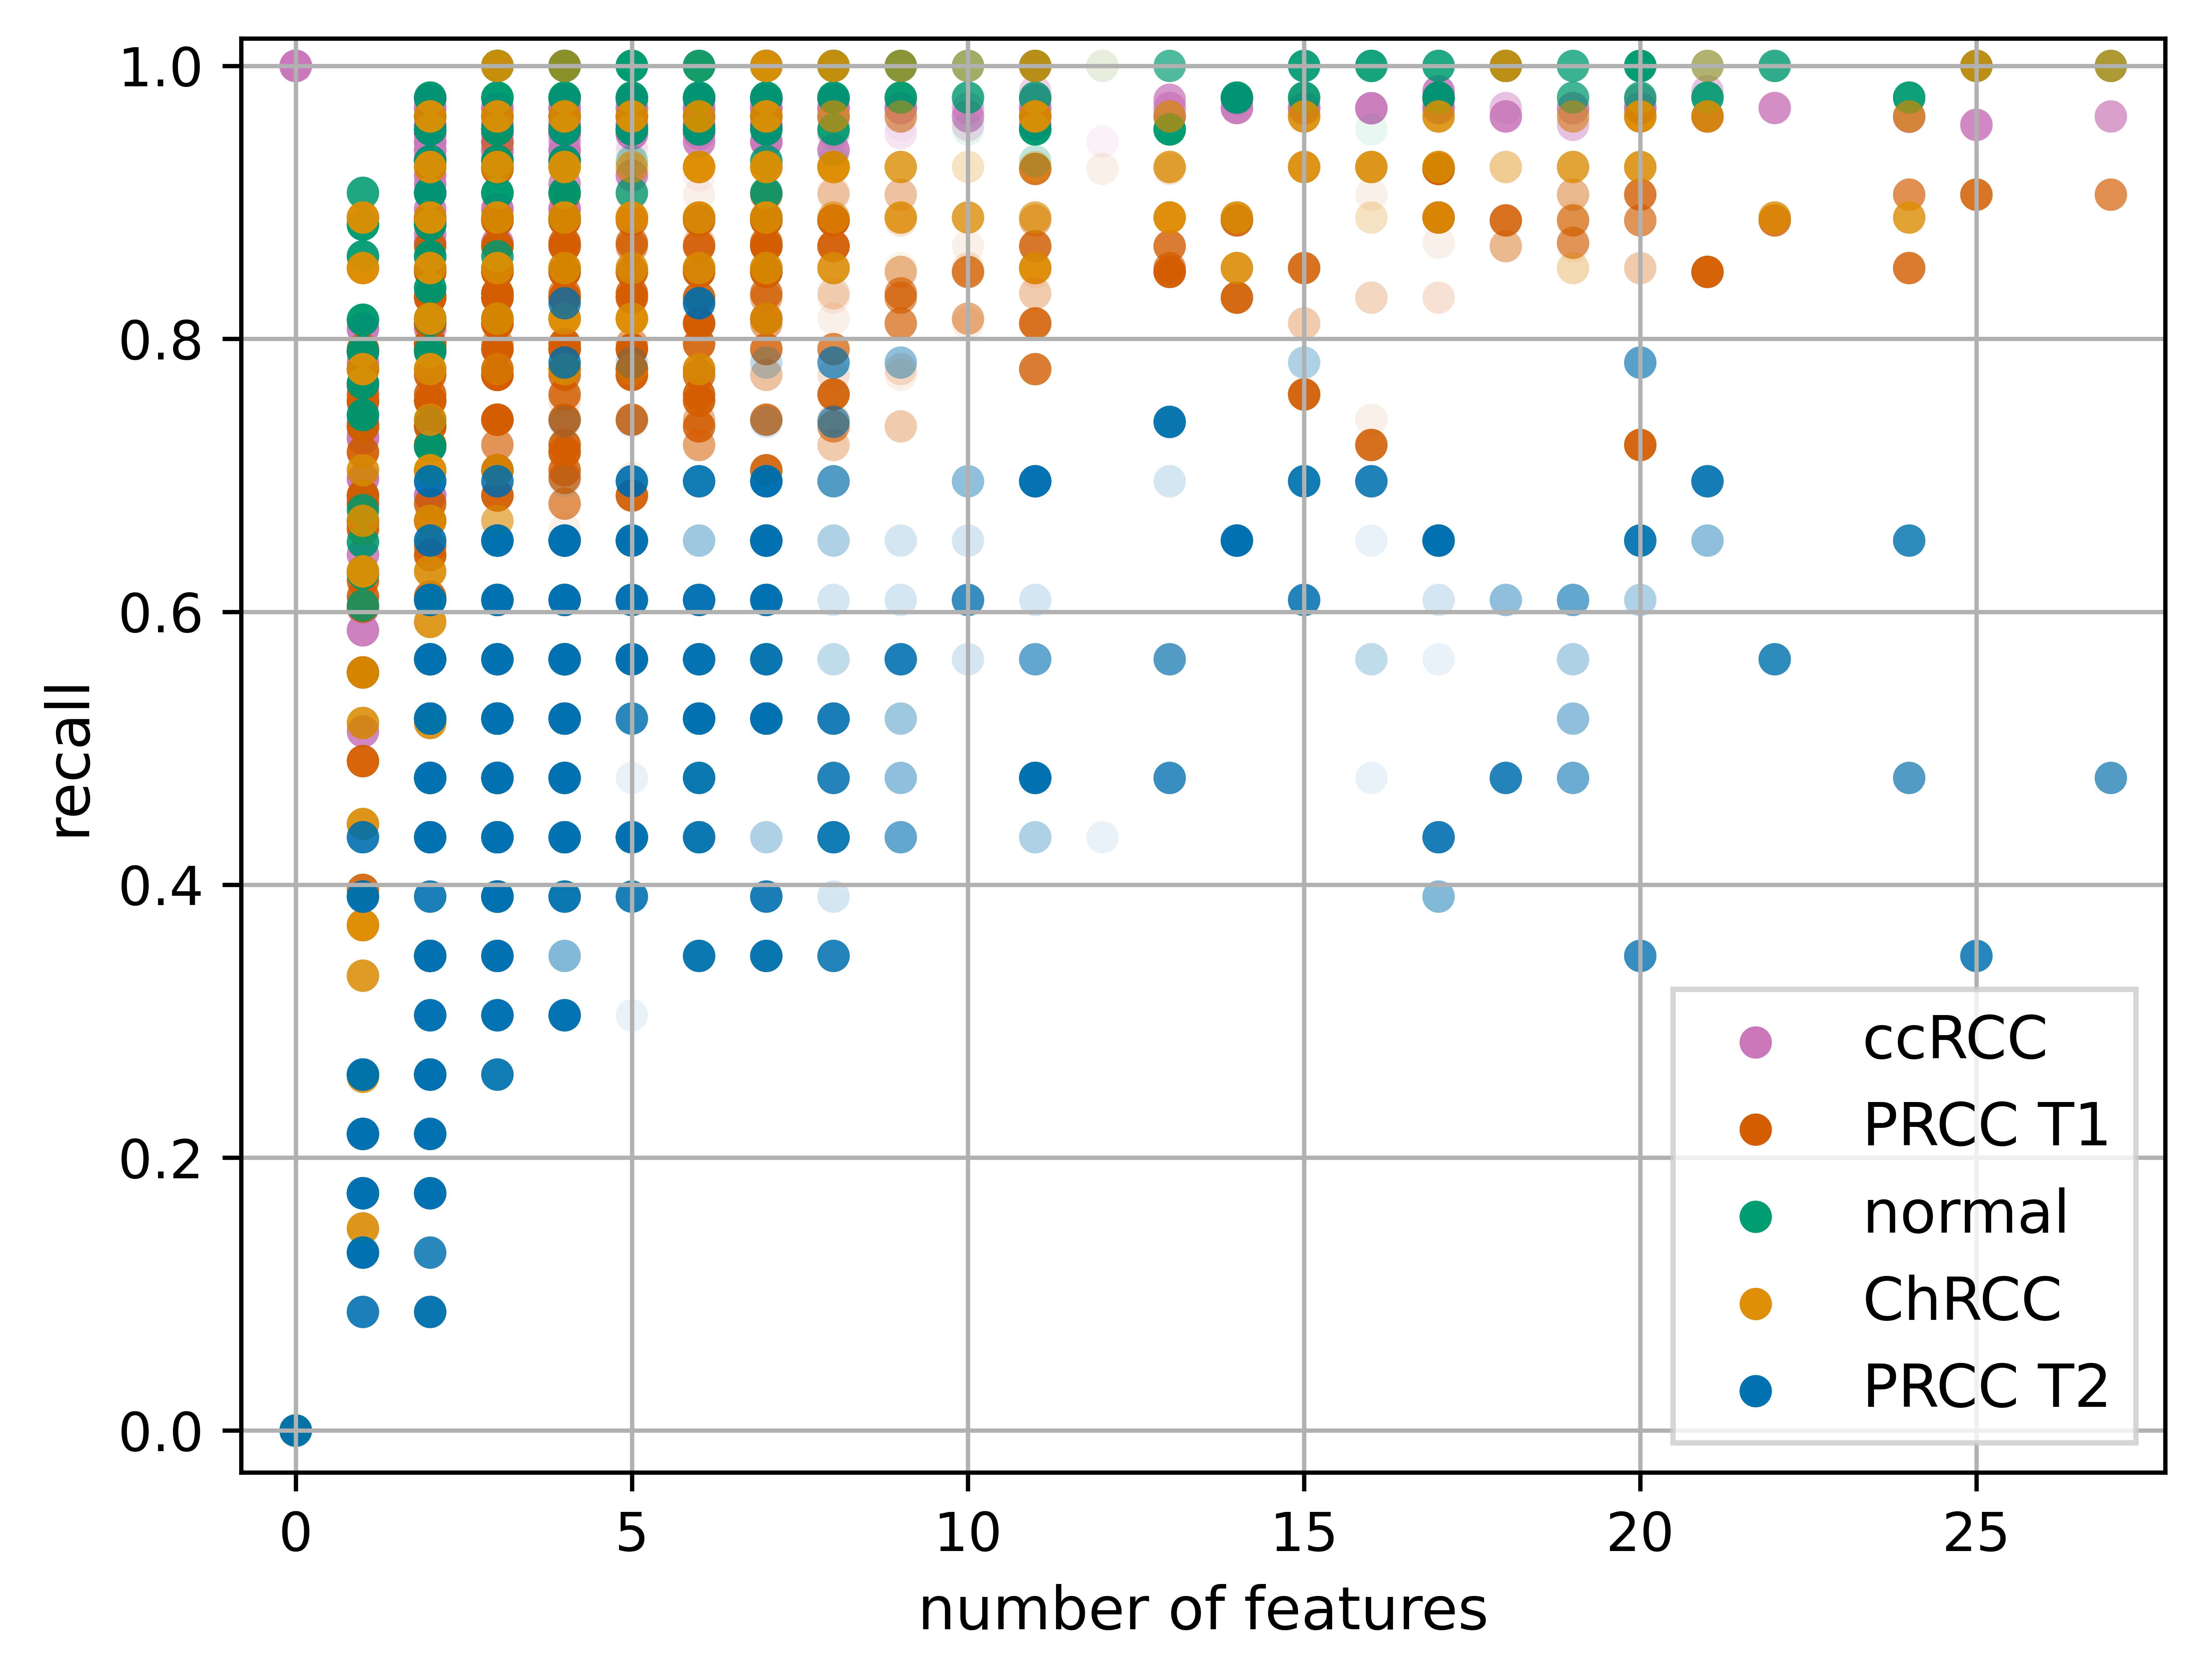 1.0
0.8
0.6
0.4
0.2
0.0
recall
0 5 10 15 20 25
number of features
ccRCC
PRCC T1
normal
ChRCC
PRCC T2